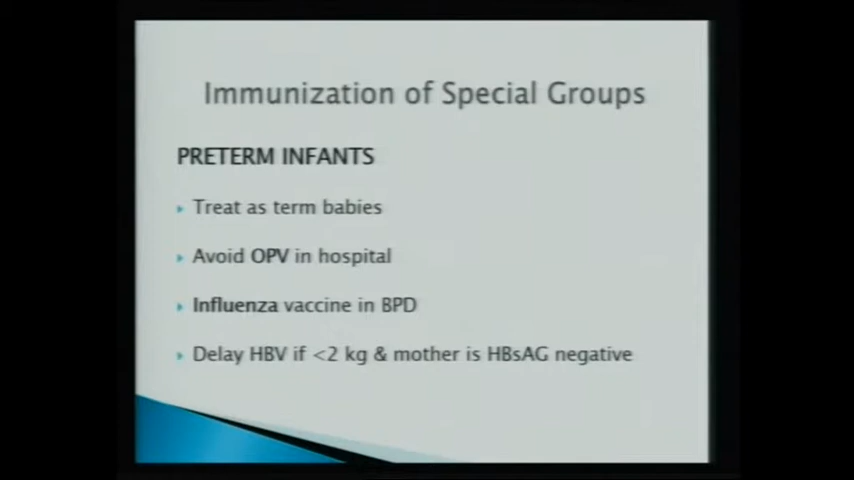 Immunization of Special Groups
PRETERM INFANTS
Treat as term babies
Avoid OPV in hospital
Influenza vaccine in BPD
Delay HBV if <2 kg & mother is HBsAG negative